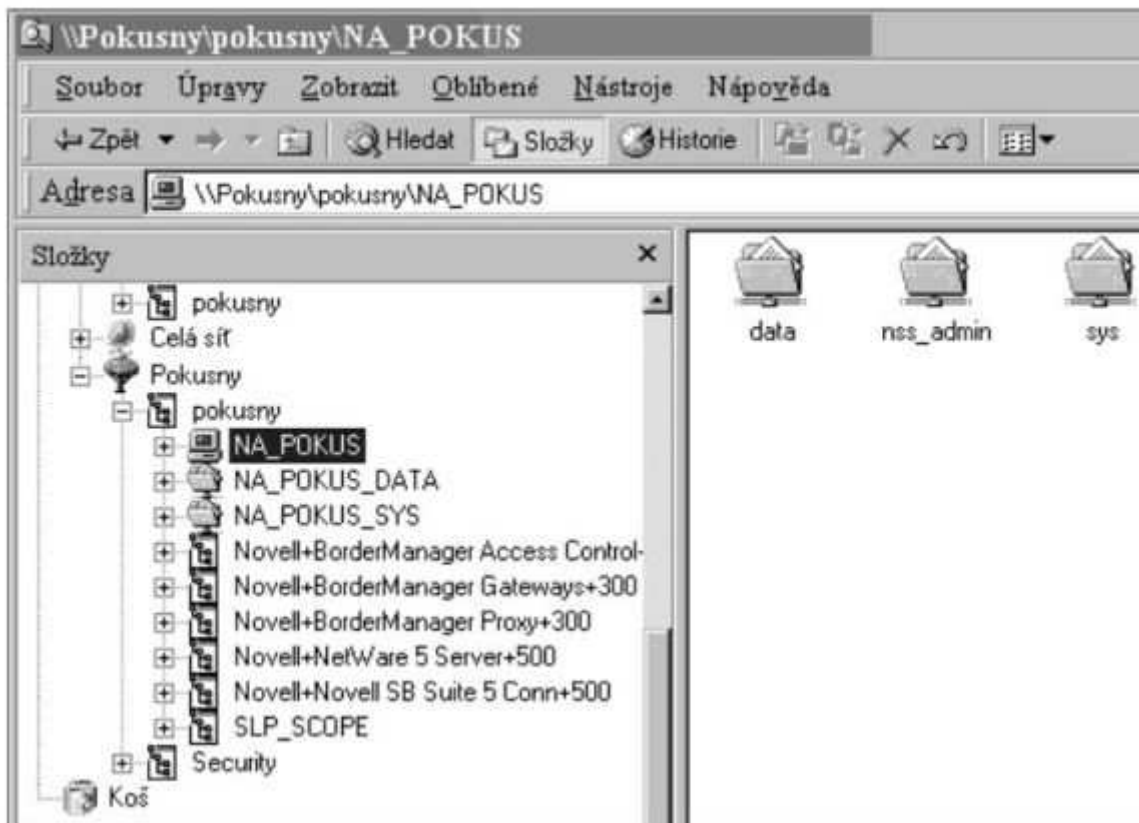 \\Pokusny\pokusny\NA_POKUS
Soubor Úpravy Zobrazit Oblíbené Nástroje Nápověda
Zpět Hledat Složky Historie
Adresa \\Pokusny\pokusny\NA_POKUS
Složky
pokusny
Celá síť
Pokusny
pokusny
NA_POKUS
NA_POKUS_DATA
NA_POKUS_SYS
Novell+BorderManager Access Control-
Novell+BorderManager Gateways+300
Novell+BorderManager Proxy+300
Novell+NetWare 5 Server+500
Novell+Novell SB Suite 5 Conn+500
SLP_SCOPE
Security
Koš
data nss_admin sys